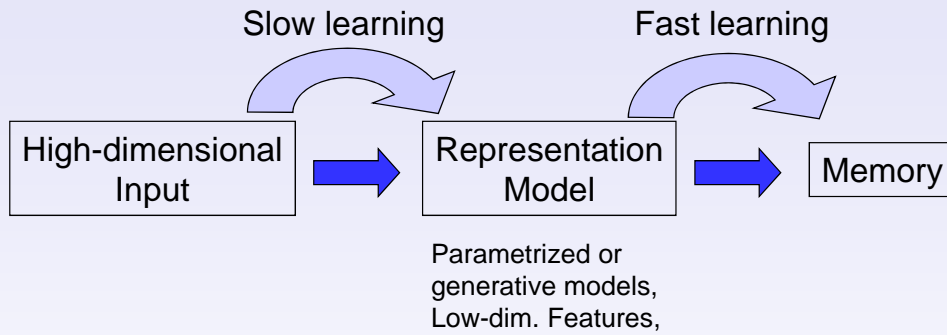 Slow learning
Fast learning
High-dimensional
Input
Representation
Model
Memory
Parametrized or
generative models,
Low-dim. Features,